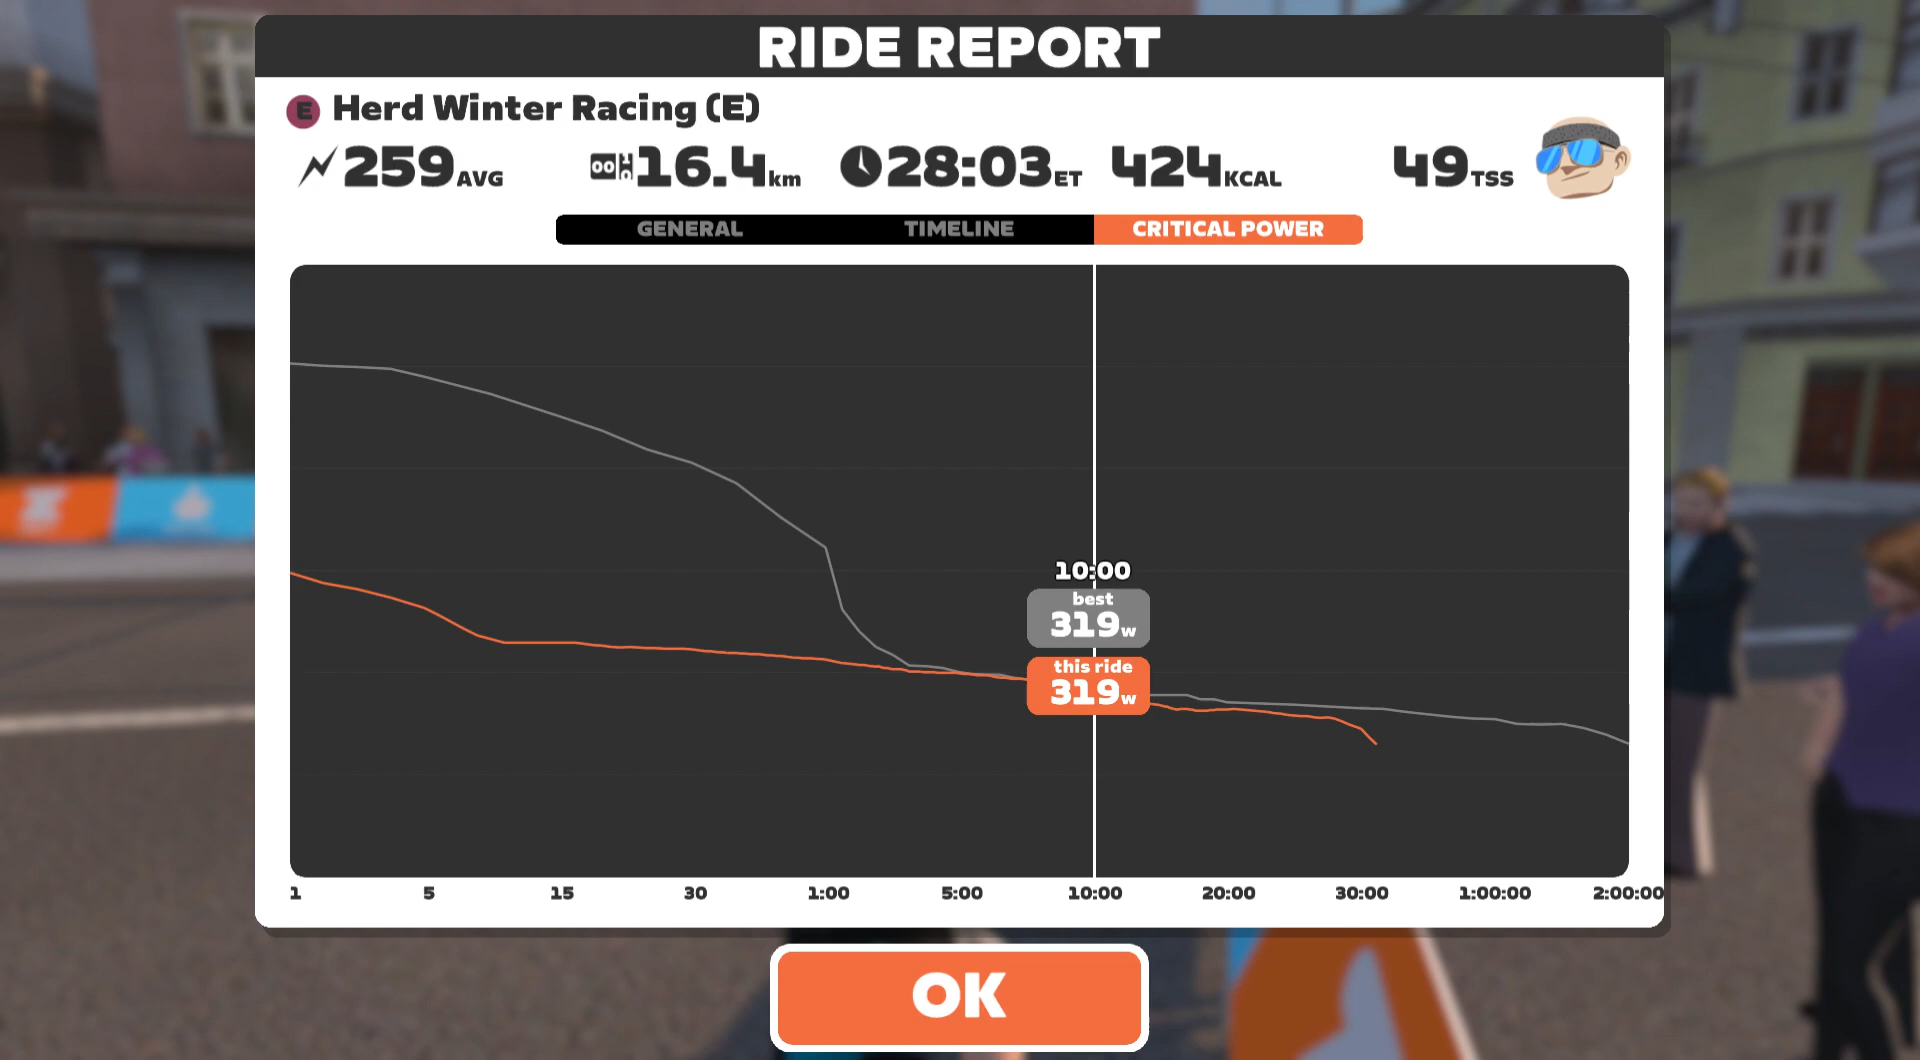 RIDE REPORT
E Herd Winter Racing (E)
259AVG 16.4km 28:03ET 424KCAL 49TSS
GENERAL TIMELINE CRITICAL POWER
10:00
best
319w
this ride
319w
1 5 15 30 1:00 5:00 10:00 20:00 30:00 1:00:00 2:00:00
OK